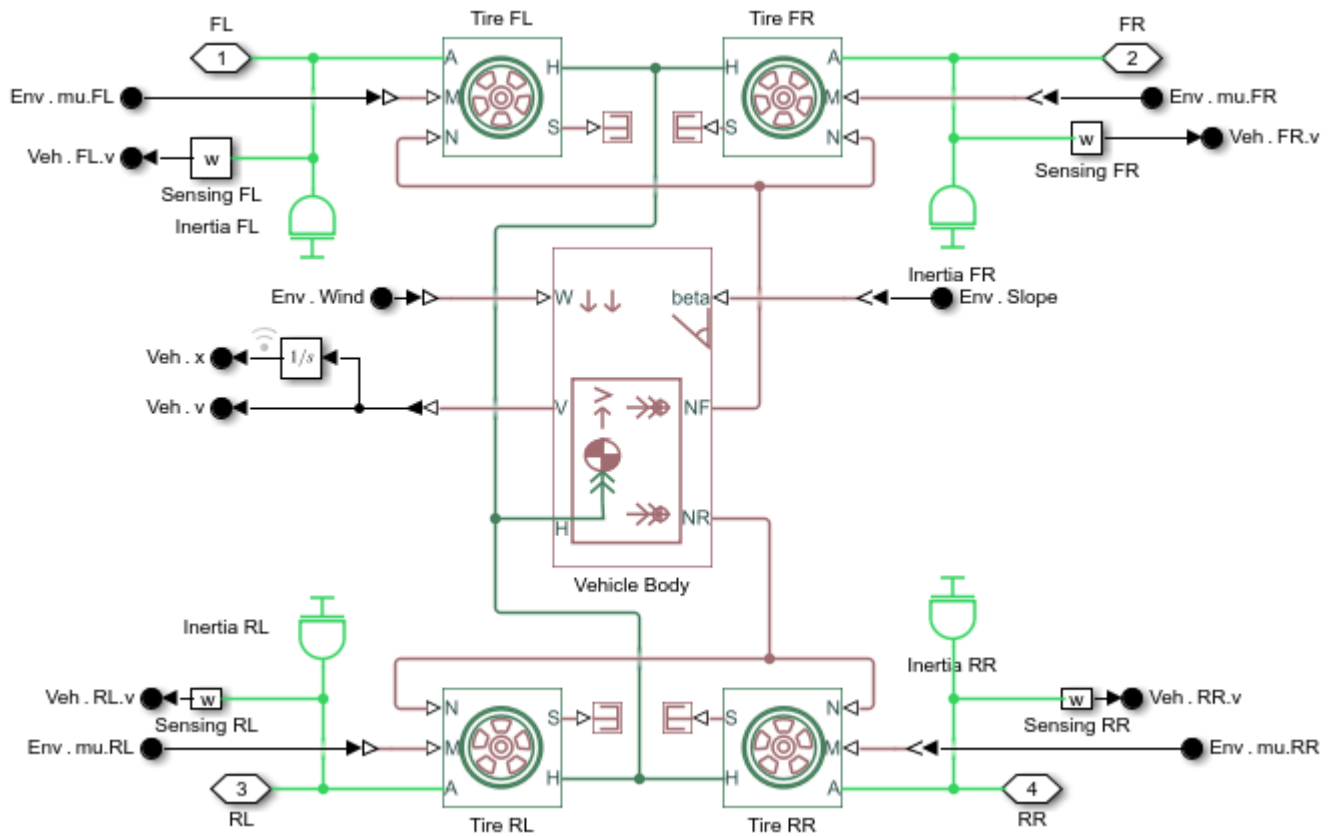 FL
Tire FL
Tire FR
FR
1
A
H
H
A
2
Env . mu.FL
M
M
Env . mu.FR
S
S
N
N
Veh . FL.v
w
w
Veh . FR.v
Sensing FL
Sensing FR
Inertia FL
Inertia FR
Env . Wind
W
beta
Env . Slope
Veh . x
1/s
Veh . v
V
V
NF
H
NR
Vehicle Body
Inertia RL
Inertia RR
Veh . RL.v
w
N
S
S
N
w
Veh . RR.v
Sensing RL
Sensing RR
Env . mu.RL
M
M
Env . mu.RR
3
A
H
H
A
4
RL
Tire RL
Tire RR
RR